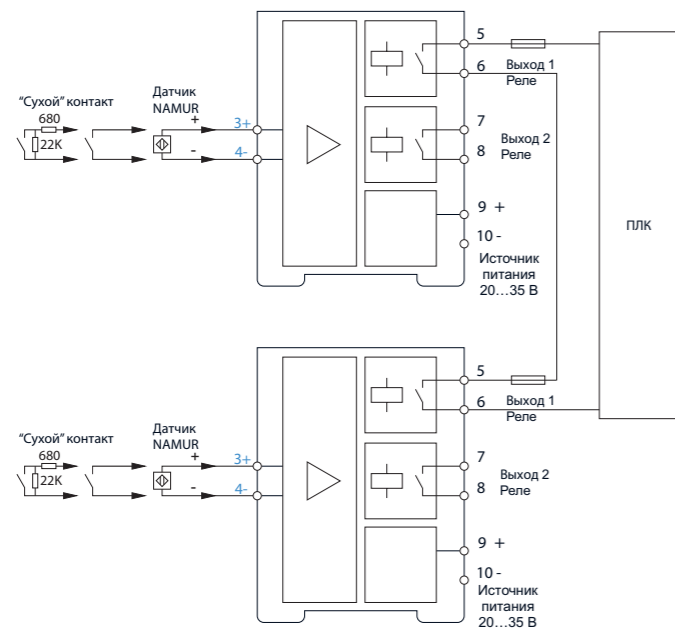 5
6 Выход 1
Реле
"Сухой" контакт
680
22K
Датчик
NAMUR
+
-
3+
4-
7
8 Выход 2
Реле
9 +
10 -
Источник
питания
20...35 В
ПЛК
5
6 Выход 1
Реле
"Сухой" контакт
680
22K
Датчик
NAMUR
+
-
3+
4-
7
8 Выход 2
Реле
9 +
10 -
Источник
питания
20...35 В